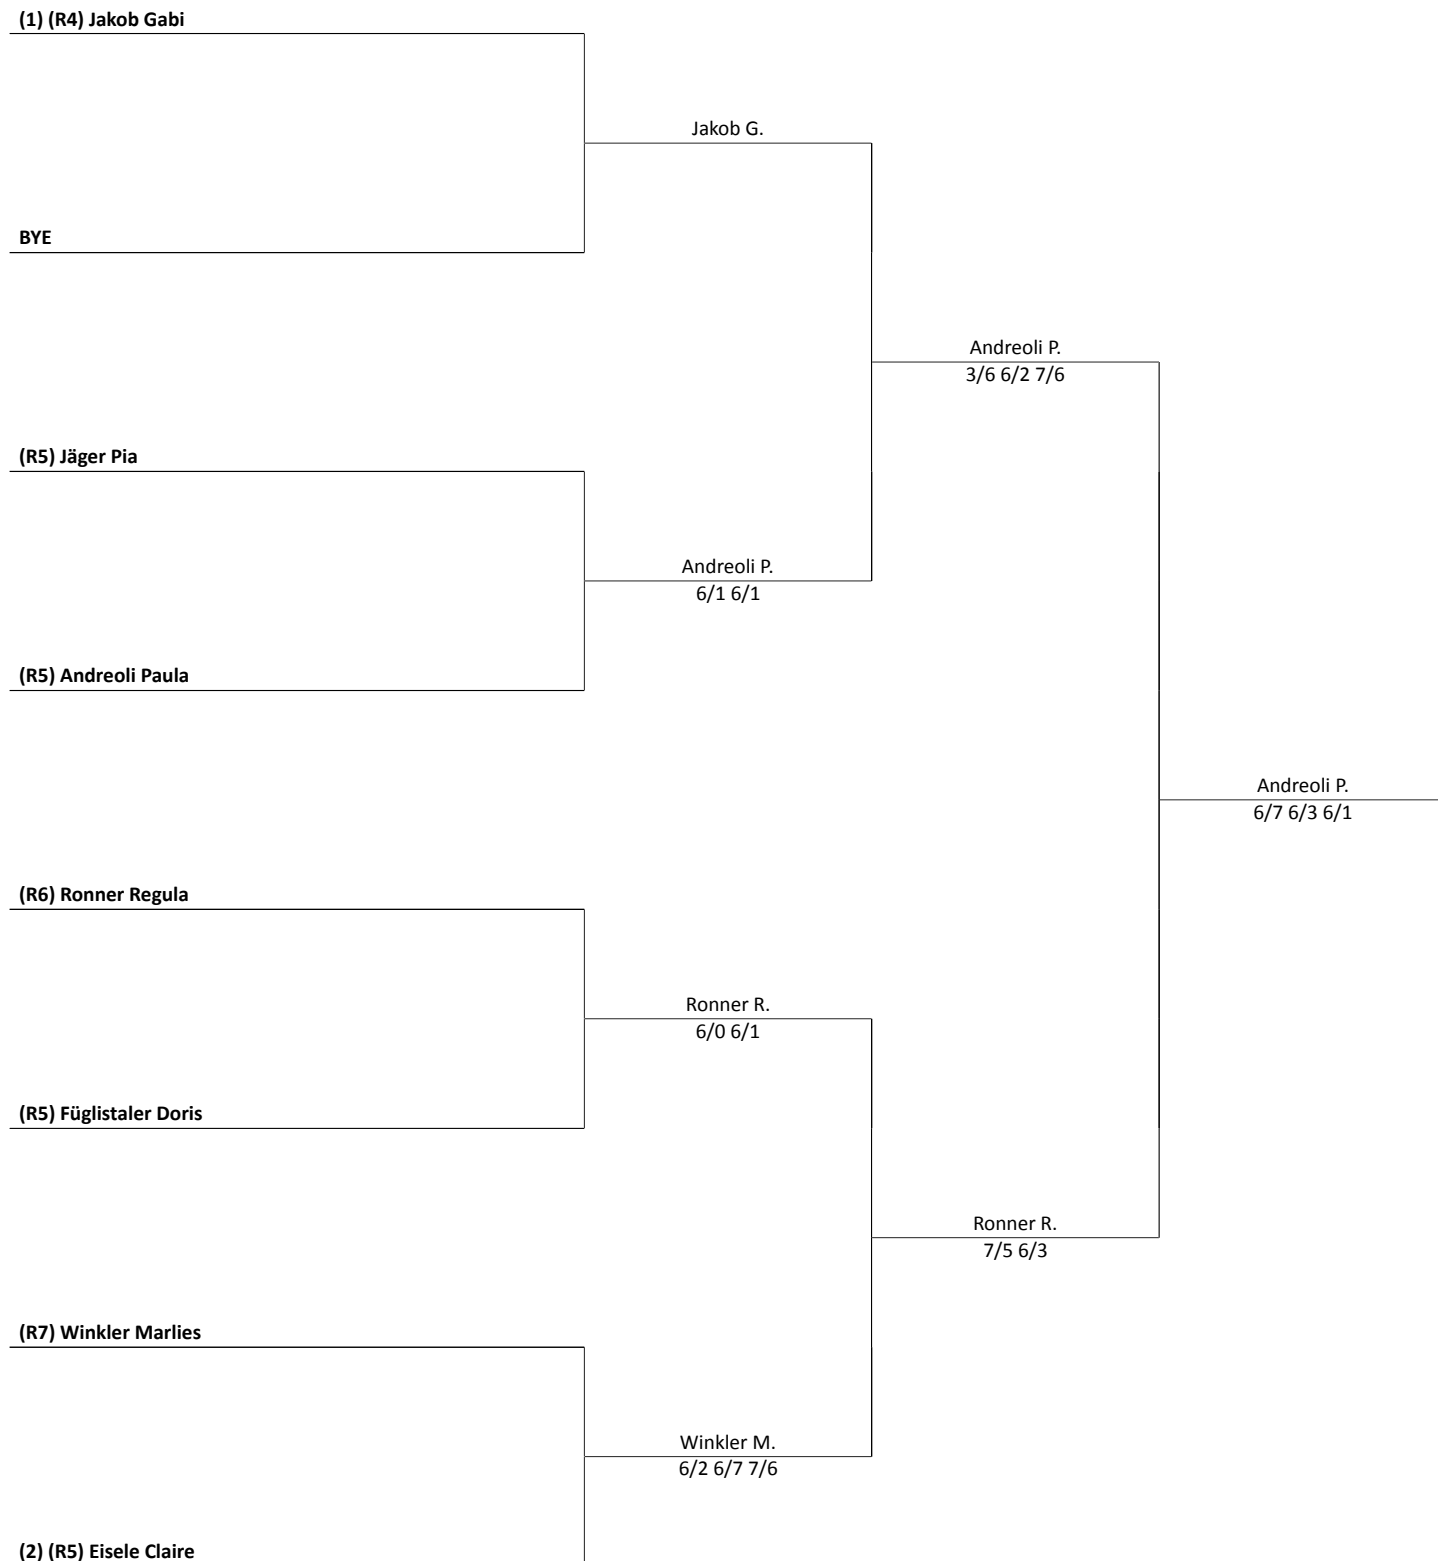 (1) (R4) Jakob Gabi
Jakob G.
BYE
Andreoli P.
3/6 6/2 7/6
(R5) Jäger Pia
Andreoli P.
6/1 6/1
(R5) Andreoli Paula
Andreoli P.
6/7 6/3 6/1
(R6) Ronner Regula
Ronner R.
6/0 6/1
(R5) Füglistaler Doris
Ronner R.
7/5 6/3
(R7) Winkler Marlies
Winkler M.
6/2 6/7 7/6
(2) (R5) Eisele Claire